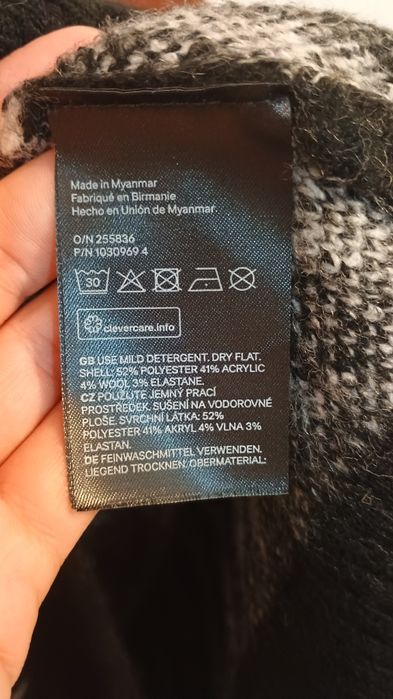 Made in Myanmar
Fabriqué en Birmanie
Hecho en Unión de Myanmar.
O/N 255836
P/N 1030969 4
30
clevercare.info
GB USE MILD DETERGENT. DRY FLAT.
SHELL: 52% POLYESTER 41% ACRYLIC
4% WOOL 3% ELASTANE.
CZ POUŽIJTE JEMNÝ PRACÍ
PROSTŘEDEK. SUŠENÍ NA VODOROVNÉ
PLOŠE. SVRCHNÍ LÁTKA: 52%
POLYESTER 41% AKRYL 4% VLNA 3%
ELASTAN.
DE FEINWASCHMITTEL VERWENDEN.
LIEGEND TROCKNEN. OBERMATERIAL: